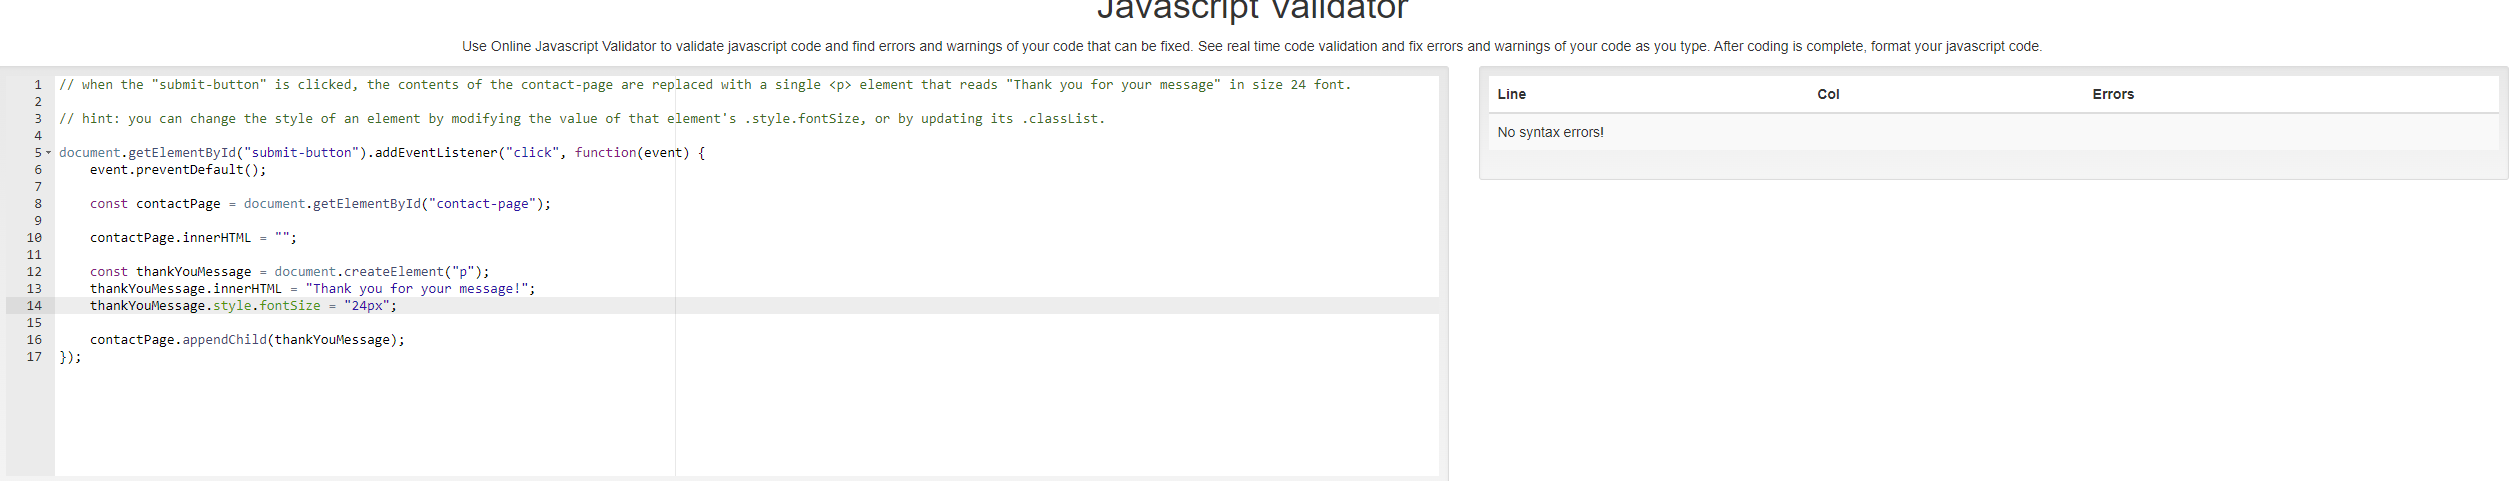 Javascript Validator
Use Online Javascript Validator to validate javascript code and find errors and warnings of your code that can be fixed. See real time code validation and fix errors and warnings of your code as you type. After coding is complete, format your javascript code.
1 // when the "submit-button" is clicked, the contents of the contact-page are replaced with a single <p> element that reads "Thank you for your message" in size 24 font.
2
3 // hint: you can change the style of an element by modifying the value of that element's .style.fontSize, or by updating its .classList.
4
5 document.getElementById("submit-button").addEventListener("click", function(event) {
6     event.preventDefault();
7
8     const contactPage = document.getElementById("contact-page");
9
10     contactPage.innerHTML = "";
11
12     const thankYouMessage = document.createElement("p");
13     thankYouMessage.innerHTML = "Thank you for your message!";
14     thankYouMessage.style.fontSize = "24px";
15
16     contactPage.appendChild(thankYouMessage);
17 });
Line Col Errors
No syntax errors!